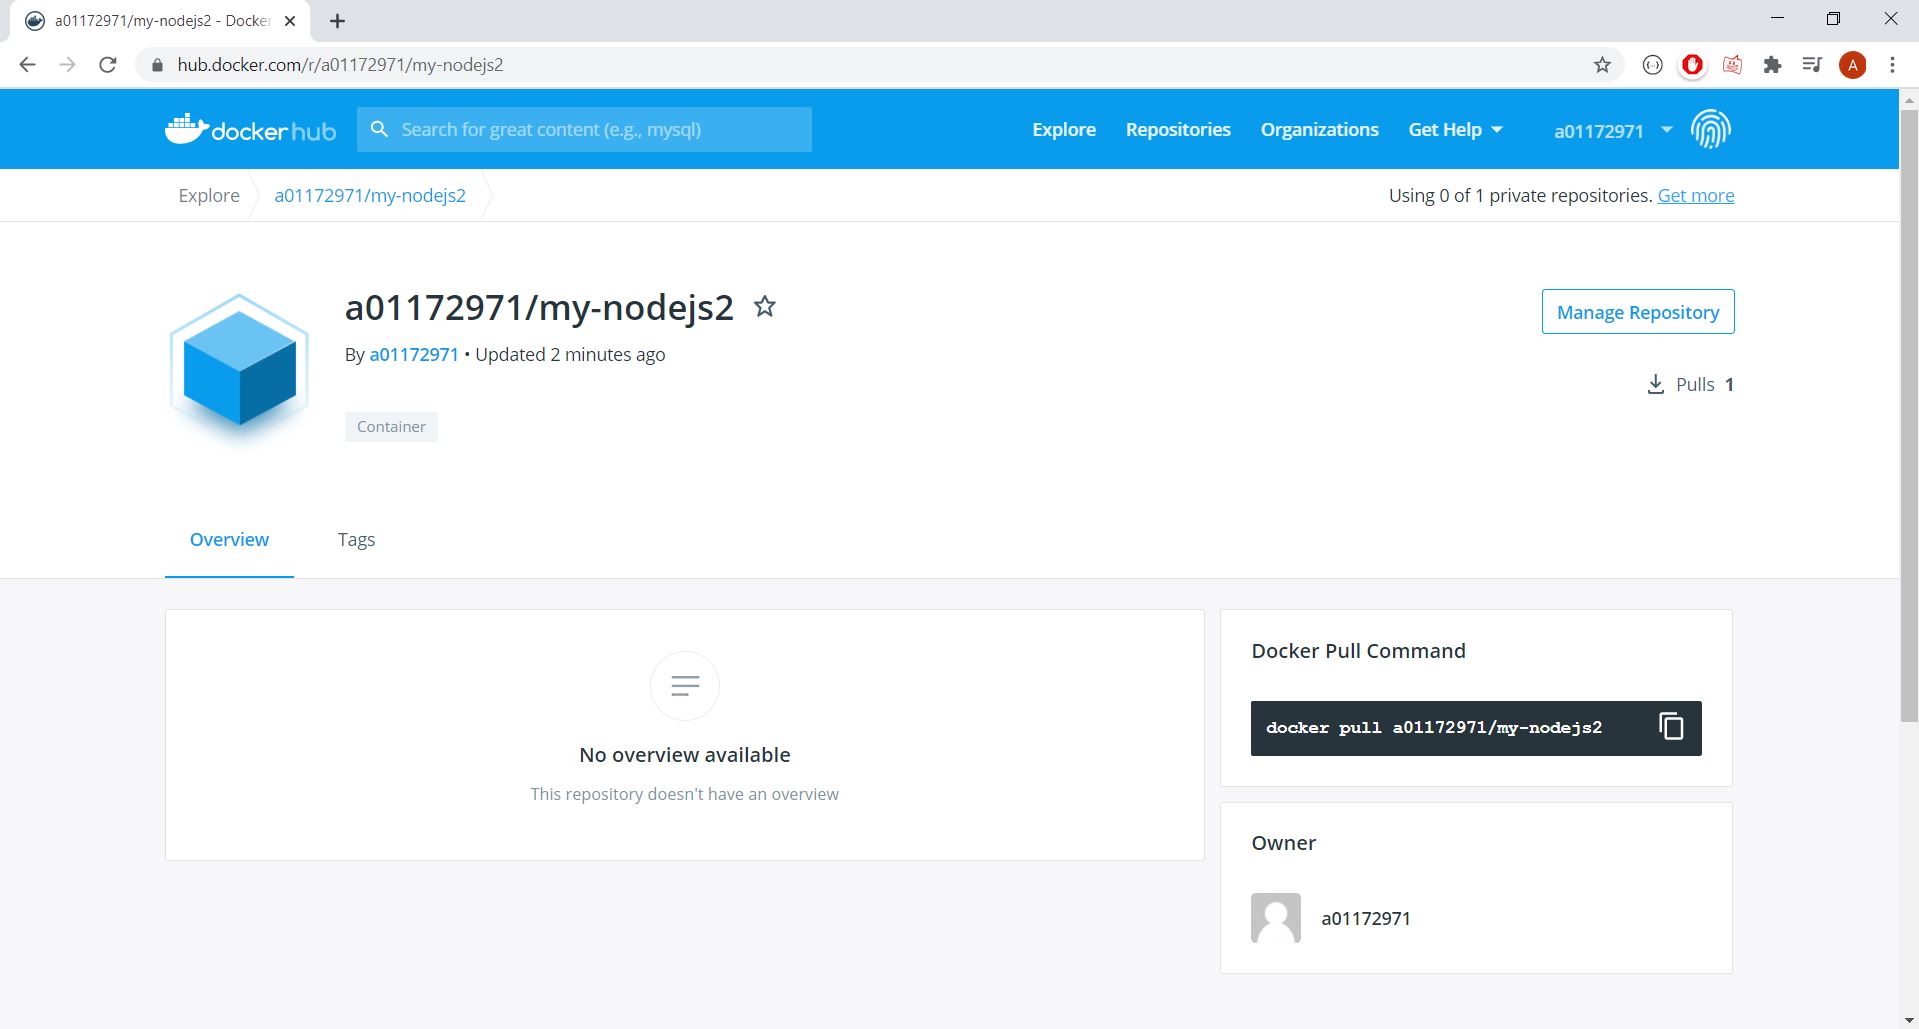 a01172971/my-nodejs2 - Docker
hub.docker.com/r/a01172971/my-nodejs2
A
docker hub
Search for great content (e.g., mysql)
Explore
Repositories
Organizations
Get Help
a01172971
Explore
a01172971/my-nodejs2
Using 0 of 1 private repositories. Get more
a01172971/my-nodejs2
Manage Repository
By a01172971 • Updated 2 minutes ago
Pulls 1
Container
Overview
Tags
No overview available
This repository doesn't have an overview
Docker Pull Command
docker pull a01172971/my-nodejs2
Owner
a01172971